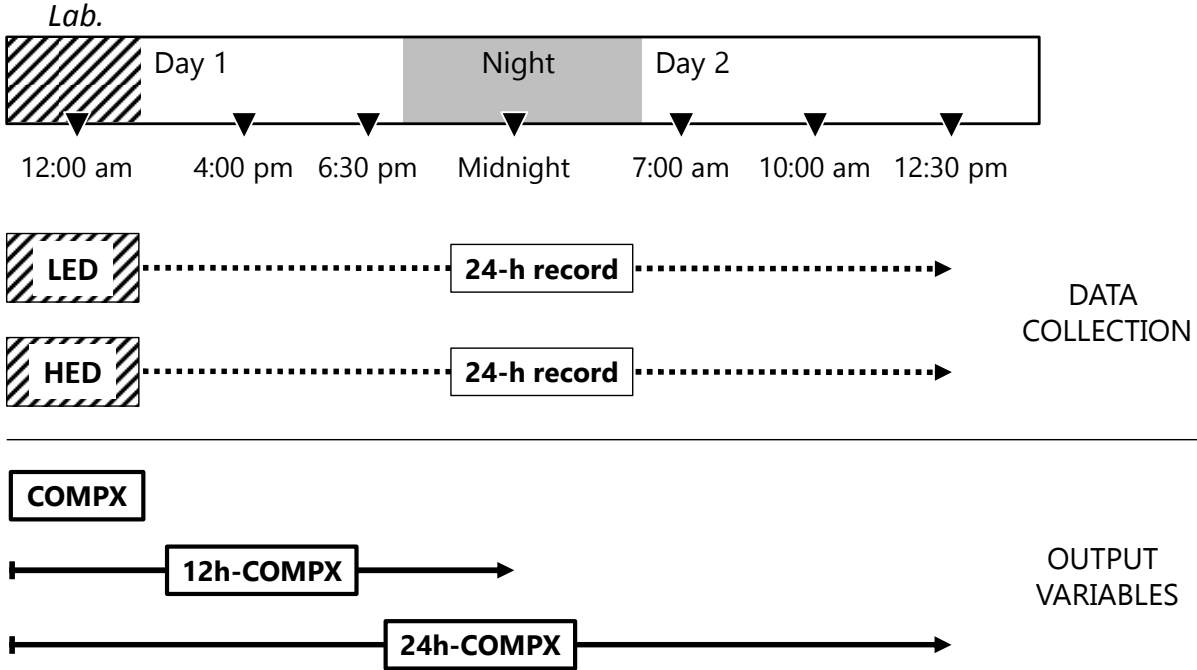 Lab.
Day 1
Night
Day 2
12:00 am
4:00 pm
6:30 pm
Midnight
7:00 am
10:00 am
12:30 pm
LED
24-h record
HED
24-h record
DATA
COLLECTION
COMPX
12h-COMPX
24h-COMPX
OUTPUT
VARIABLES